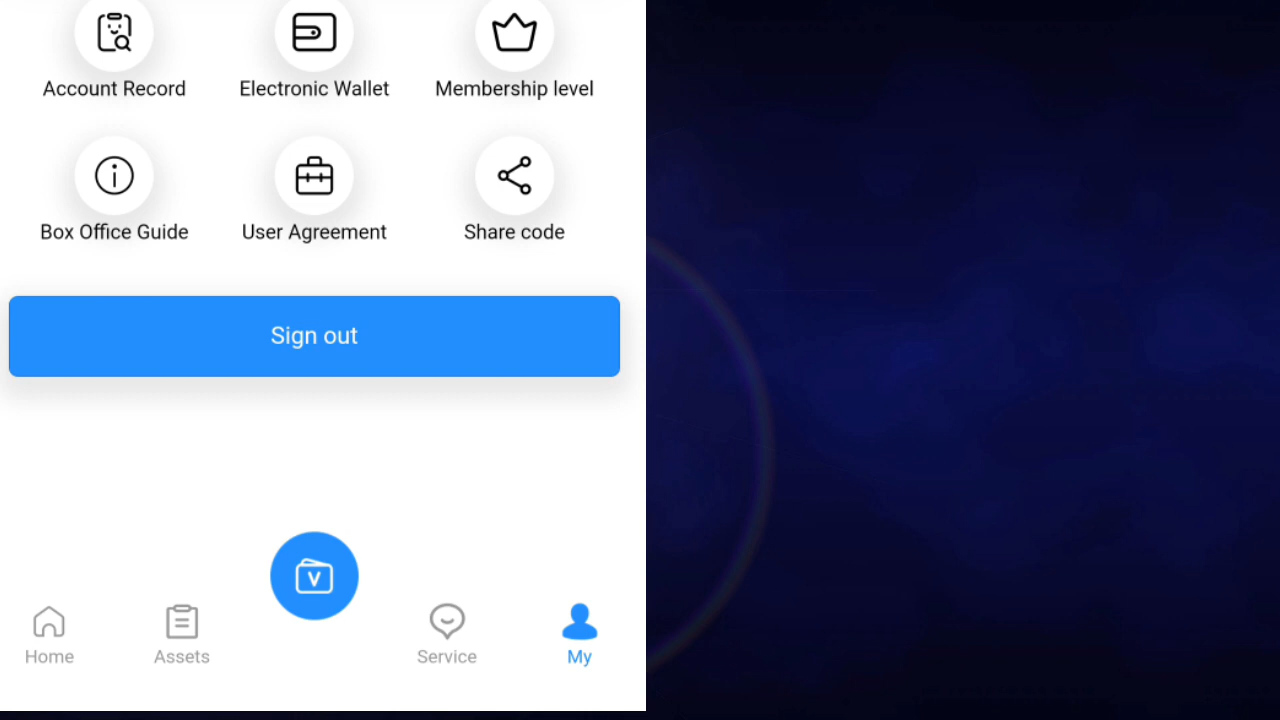 Account Record Electronic Wallet Membership level
Box Office Guide User Agreement Share code
Sign out
V
Home Assets Service My